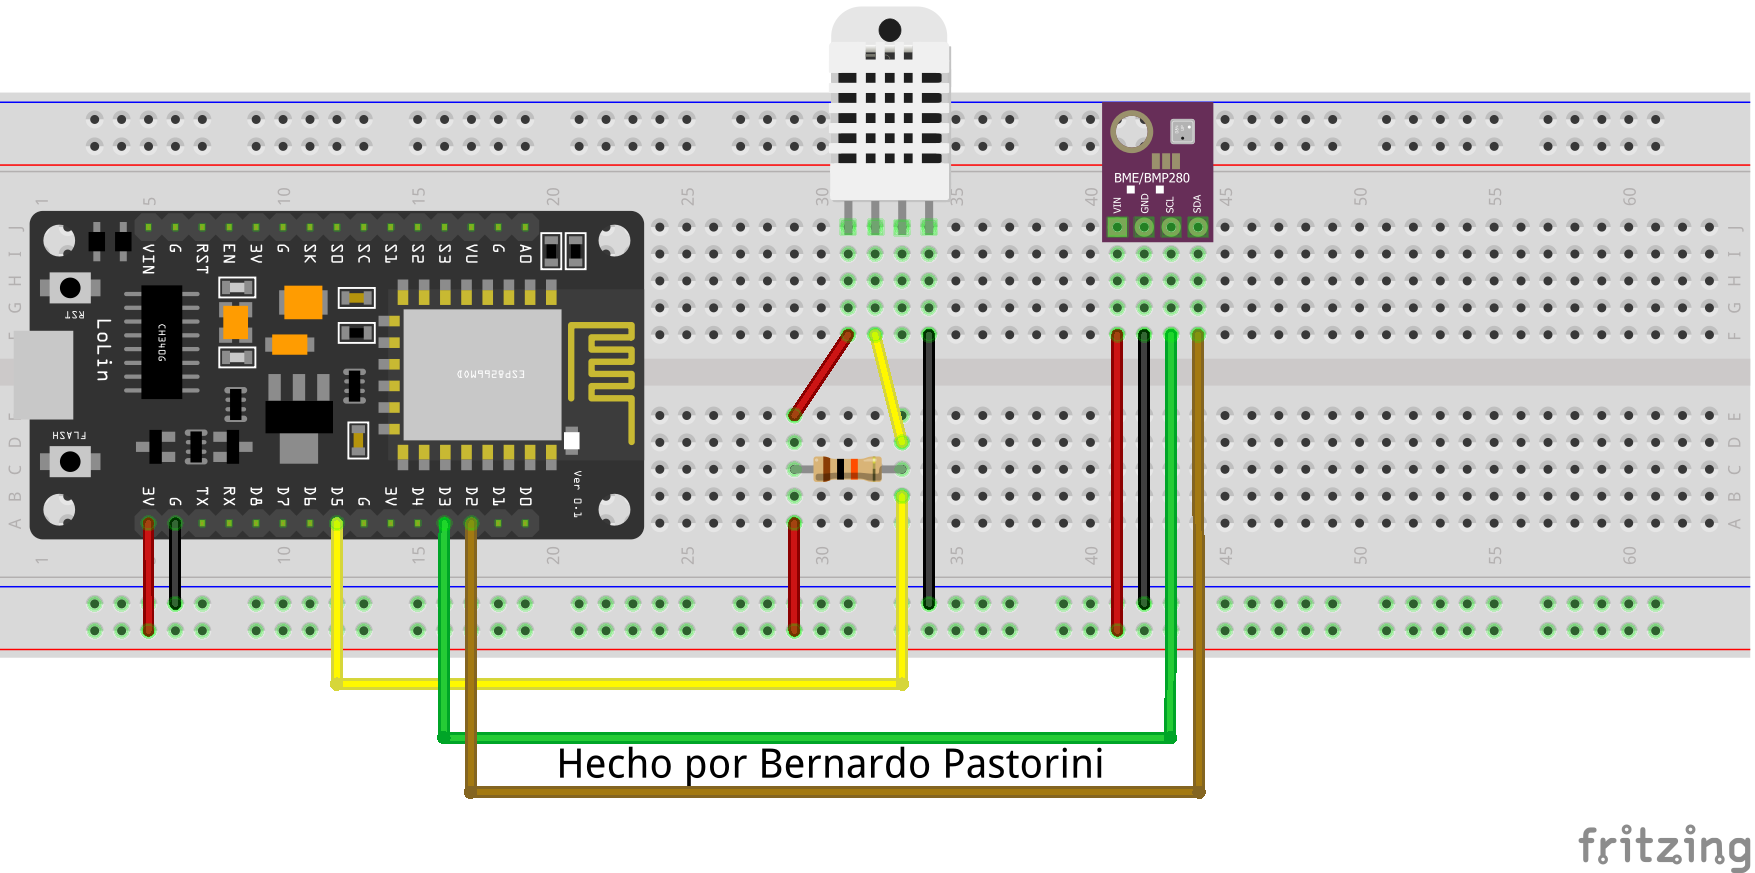 1 5 10 15 20 25 30 35 40 45 50 55 60
BME/BMP280
VIN GND SCL SDA
J I H G F
J I H G F
VIN G RST EN 3V G SK SO SC S1 S2 S3 VU G AO
RST
LoLin
CH340G
FLASH
E D C B A
E D C B A
3V G TX RX D8 D7 D6 D5 G 3V D4 D3 D2 D1 D0
Ver 0.1
1 5 10 15 20 25 30 35 40 45 50 55 60
Hecho por Bernardo Pastorini
fritzing